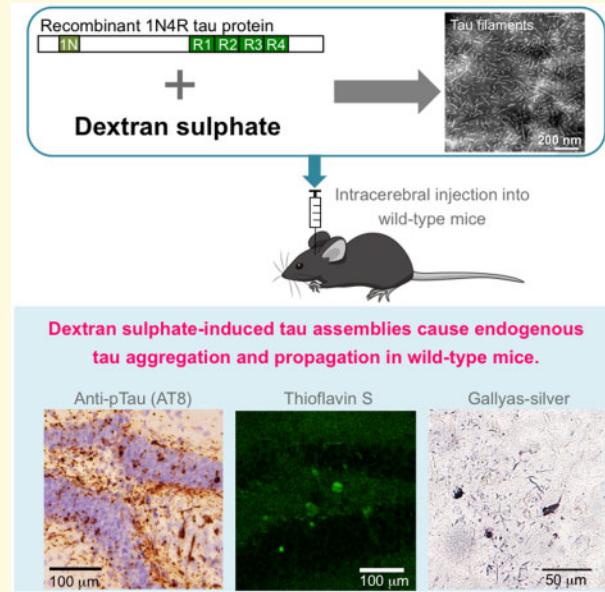 Recombinant 1N4R tau protein
1N
R1 R2 R3 R4
+
Dextran sulphate
Tau filaments
200 nm
Intracerebral injection into
wild-type mice
Dextran sulphate-induced tau assemblies cause endogenous
tau aggregation and propagation in wild-type mice.
Anti-pTau (AT8)
Thioflavin S
Gallyas-silver
100 μm
100 μm
50 μm